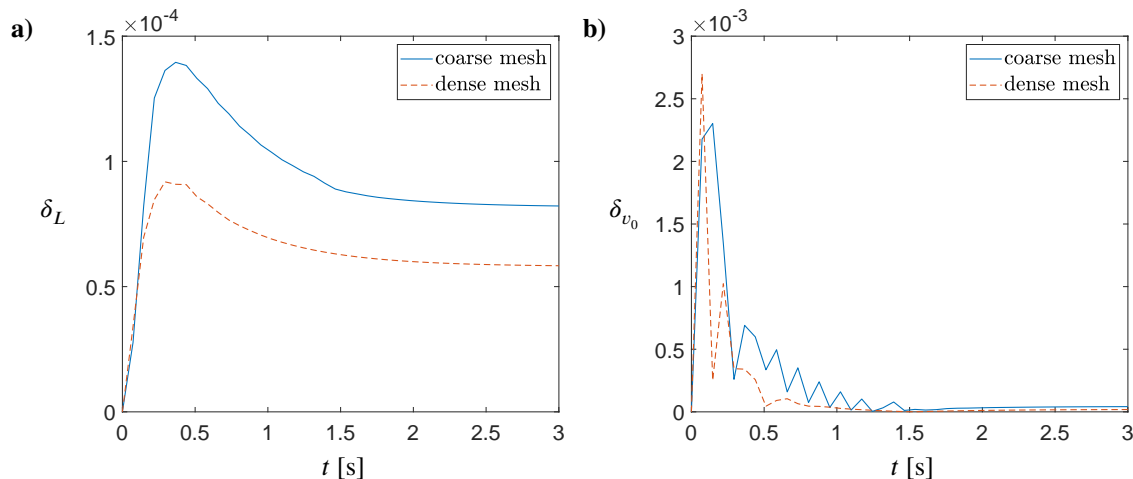 a)
×10⁻⁴
1.5
1
0.5
0
δ_L
0 0.5 1 1.5 2 2.5 3
t [s]
coarse mesh
dense mesh
b)
×10⁻³
3
2.5
2
1.5
1
0.5
0
δ_{v_0}
0 0.5 1 1.5 2 2.5 3
t [s]
coarse mesh
dense mesh